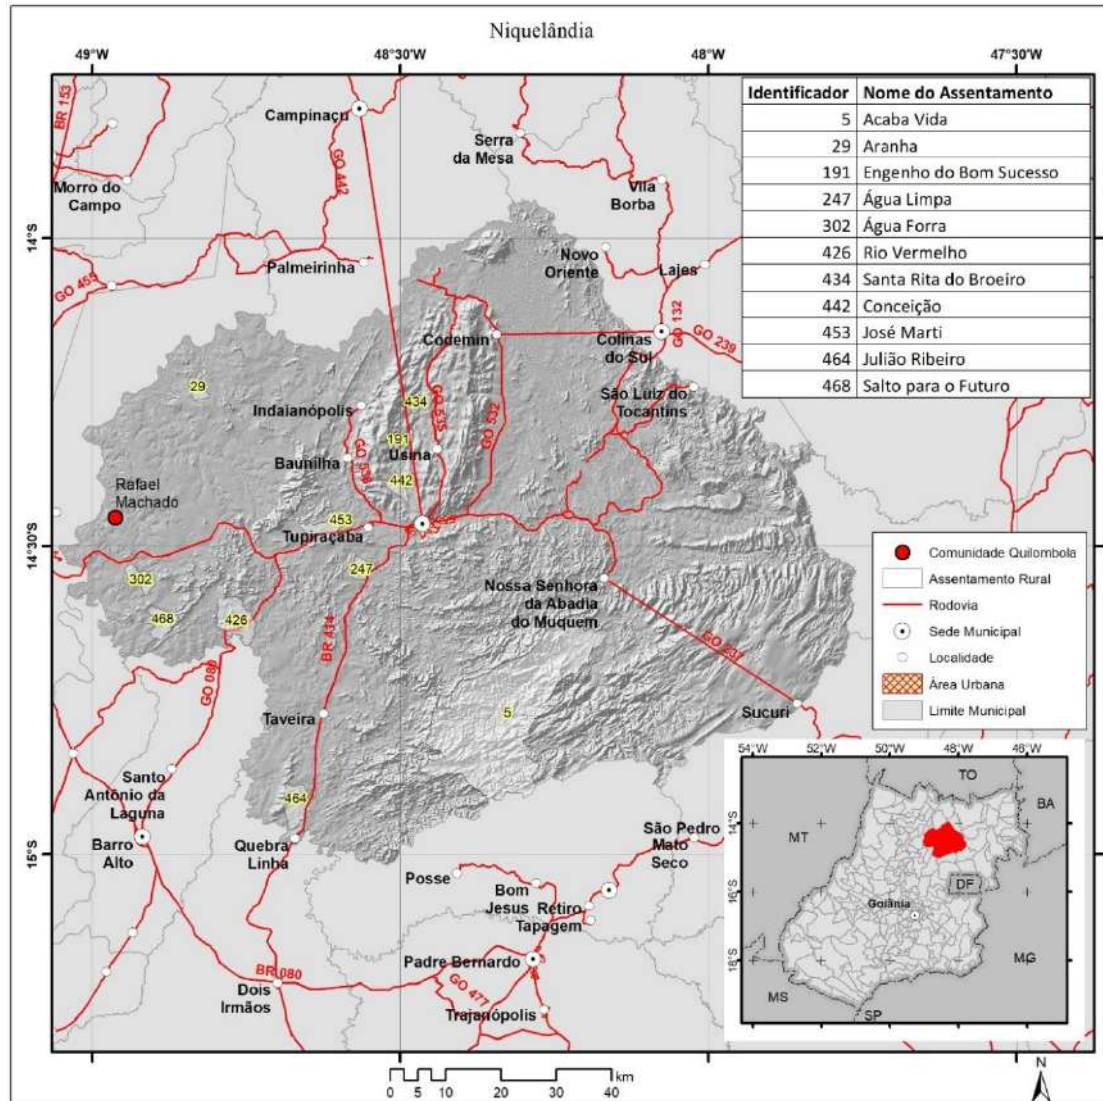 Niquelândia
49°W
48°30'W
48°W
47°30'W
14°S
14°30'S
15°S
Identificador Nome do Assentamento
5 Acaba Vida
29 Aranha
191 Engenho do Bom Sucesso
247 Água Limpa
302 Água Forra
426 Rio Vermelho
434 Santa Rita do Broeiro
442 Conceição
453 José Marti
464 Julião Ribeiro
468 Salto para o Futuro
BR 153
Campinaçu
Serra
da Mesa
Morro do
Campo
GO 442
Vila
Borba
Palmeirinha
Novo
Oriente
Lajes
GO 132
GO 239
Codemin
Colinas
do Sul
29
434
GO 535
São Luiz do
Tocantins
Indaianópolis
GO 532
191
Usina
Baunilha
442
Rafael
Machado
453
Tupiraçaba
302
247
Nossa Senhora
da Abadia
do Muquem
468
426
BR 414
GO 237
GO 080
Taveira
5
Sucuri
Santo
Antônio da
Laguna
464
Barro
Alto
Quebra
Linha
São Pedro
Mato
Seco
Posse
Bom
Jesus
Retiro
Tapagem
Padre Bernardo
BR 080
GO 477
Dois
Irmãos
Trajanópolis
Comunidade Quilombola
Assentamento Rural
Rodovia
Sede Municipal
Localidade
Área Urbana
Limite Municipal
54°W
52°W
50°W
48°W
46°W
14°S
16°S
18°S
TO
BA
MT
DF
Goiânia
MG
MS
SP
km
0 5 10 20 30 40
N